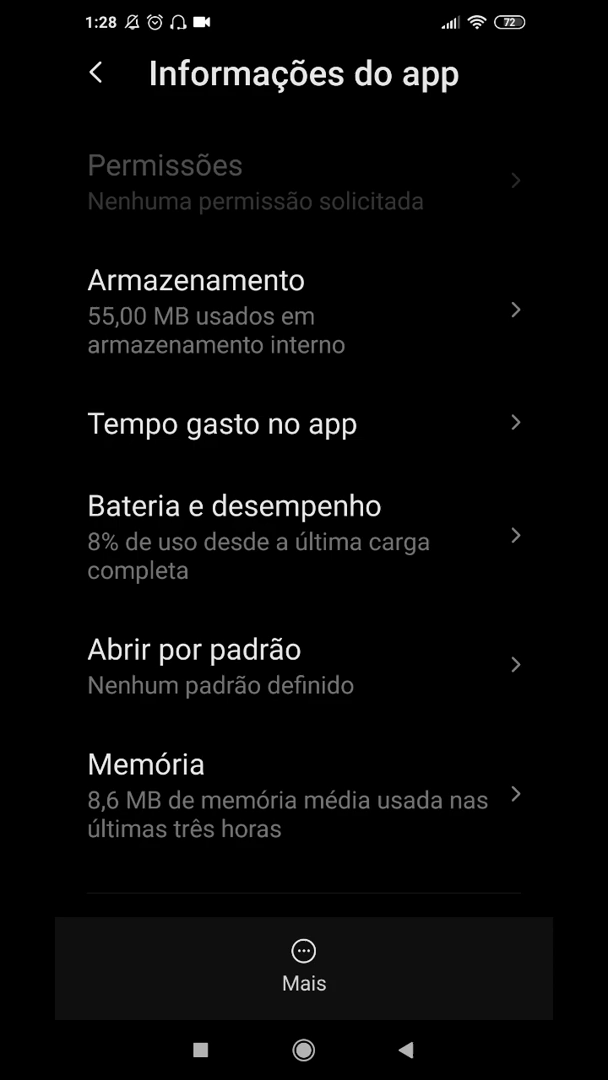 1:28
72
Informações do app
Permissões
Nenhuma permissão solicitada
Armazenamento
55,00 MB usados em
armazenamento interno
Tempo gasto no app
Bateria e desempenho
8% de uso desde a última carga
completa
Abrir por padrão
Nenhum padrão definido
Memória
8,6 MB de memória média usada nas
últimas três horas
Mais